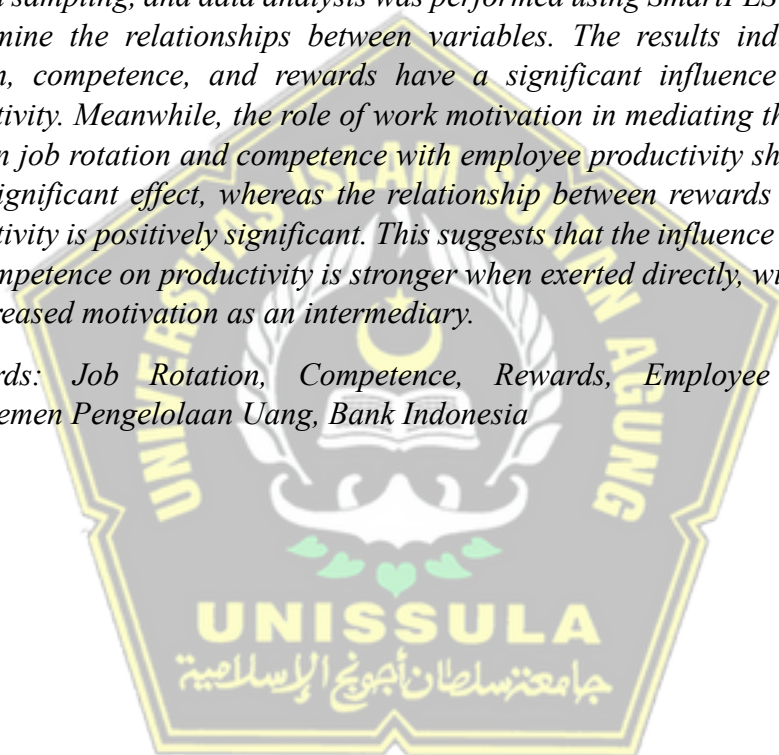 n sampling, and data analysis was performed using SmartPLS
mine the relationships between variables. The results ind
n, competence, and rewards have a significant influence
tivity. Meanwhile, the role of work motivation in mediating th
n job rotation and competence with employee productivity sh
ignificant effect, whereas the relationship between rewards
tivity is positively significant. This suggests that the influence
mpetence on productivity is stronger when exerted directly, wi
reased motivation as an intermediary.
rds: Job Rotation, Competence, Rewards, Employee
emen Pengelolaan Uang, Bank Indonesia
UNIVERSITAS ISLAM SULTAN AGUNG
UNISSULA
جامعة سلطان أجونج الإسلامية